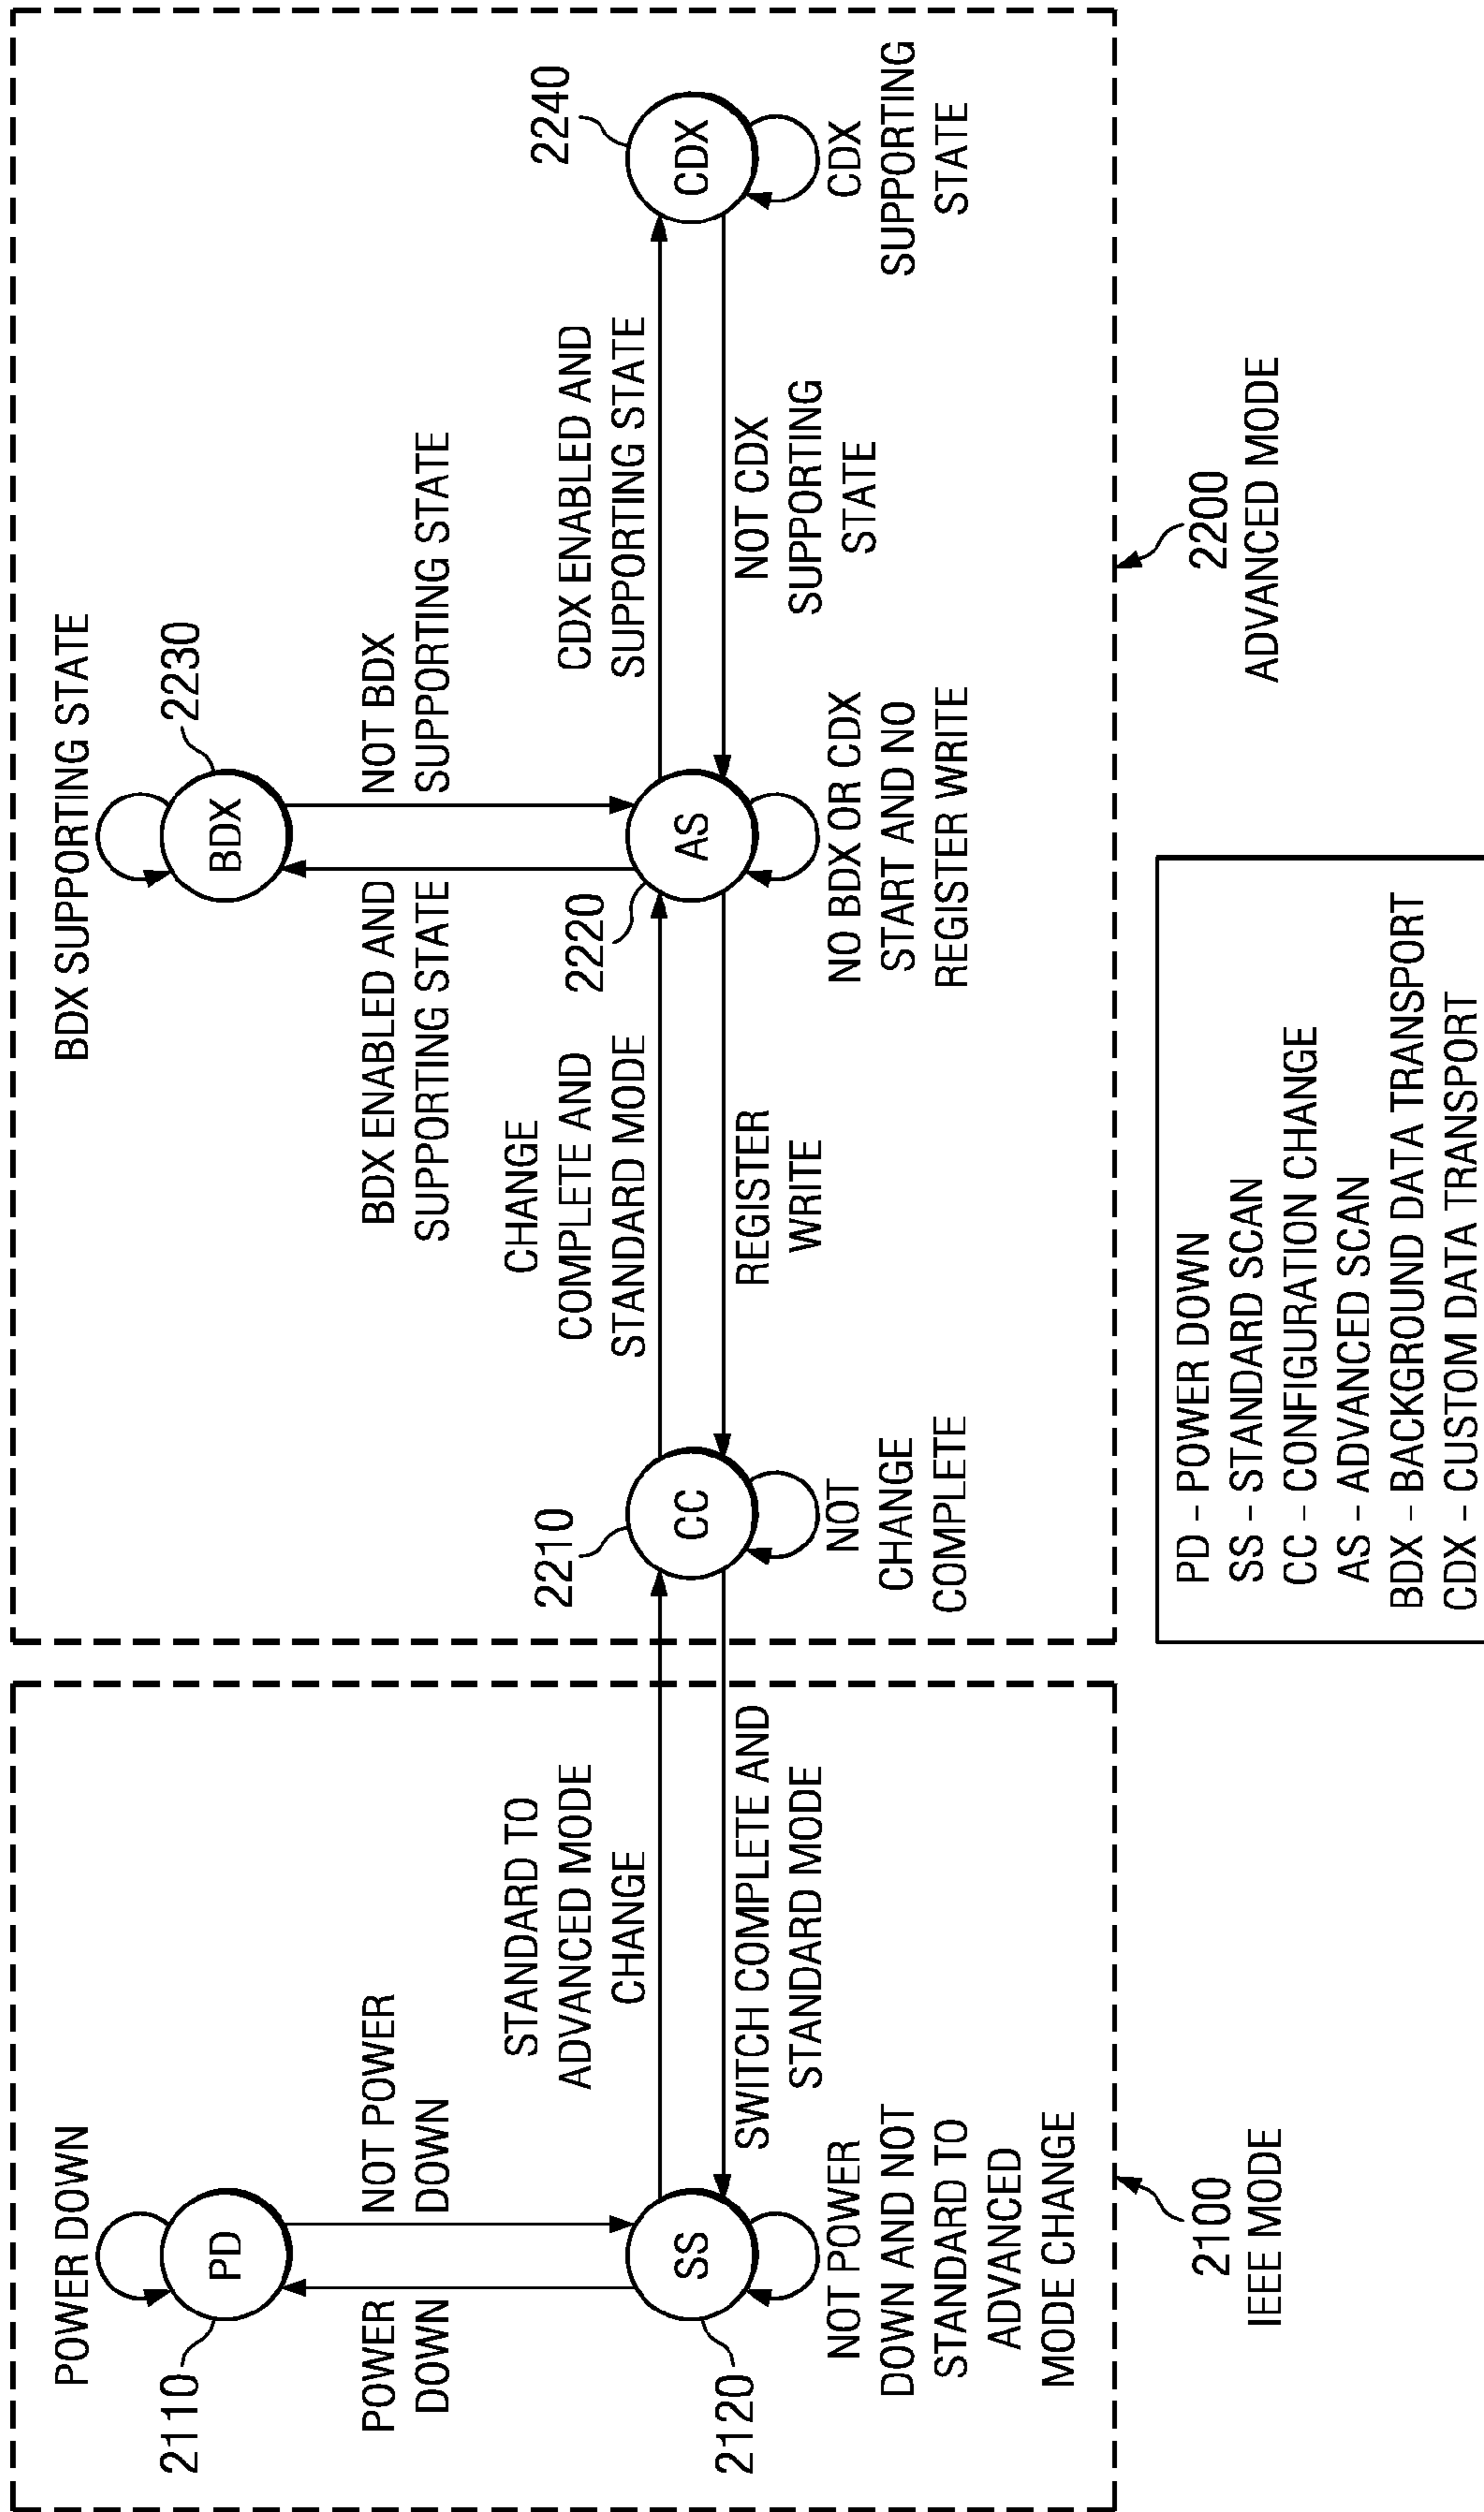 POWER DOWN
2110
PD
POWER
DOWN
NOT POWER
DOWN
2120
SS
NOT POWER
DOWN AND NOT
STANDARD TO
ADVANCED
MODE CHANGE
STANDARD TO
ADVANCED MODE
CHANGE
SWITCH COMPLETE AND
STANDARD MODE
2100
IEEE MODE
2210
CC
NOT
CHANGE
COMPLETE
CHANGE
COMPLETE AND
STANDARD MODE
REGISTER
WRITE
BDX SUPPORTING STATE
2230
BDX
BDX ENABLED AND
SUPPORTING STATE
NOT BDX
SUPPORTING STATE
2220
AS
NO BDX OR CDX
START AND NO
REGISTER WRITE
CDX ENABLED AND
SUPPORTING STATE
NOT CDX
SUPPORTING
STATE
2240
CDX
CDX
SUPPORTING
STATE
2200
ADVANCED MODE
PD - POWER DOWN
SS - STANDARD SCAN
CC - CONFIGURATION CHANGE
AS - ADVANCED SCAN
BDX - BACKGROUND DATA TRANSPORT
CDX - CUSTOM DATA TRANSPORT